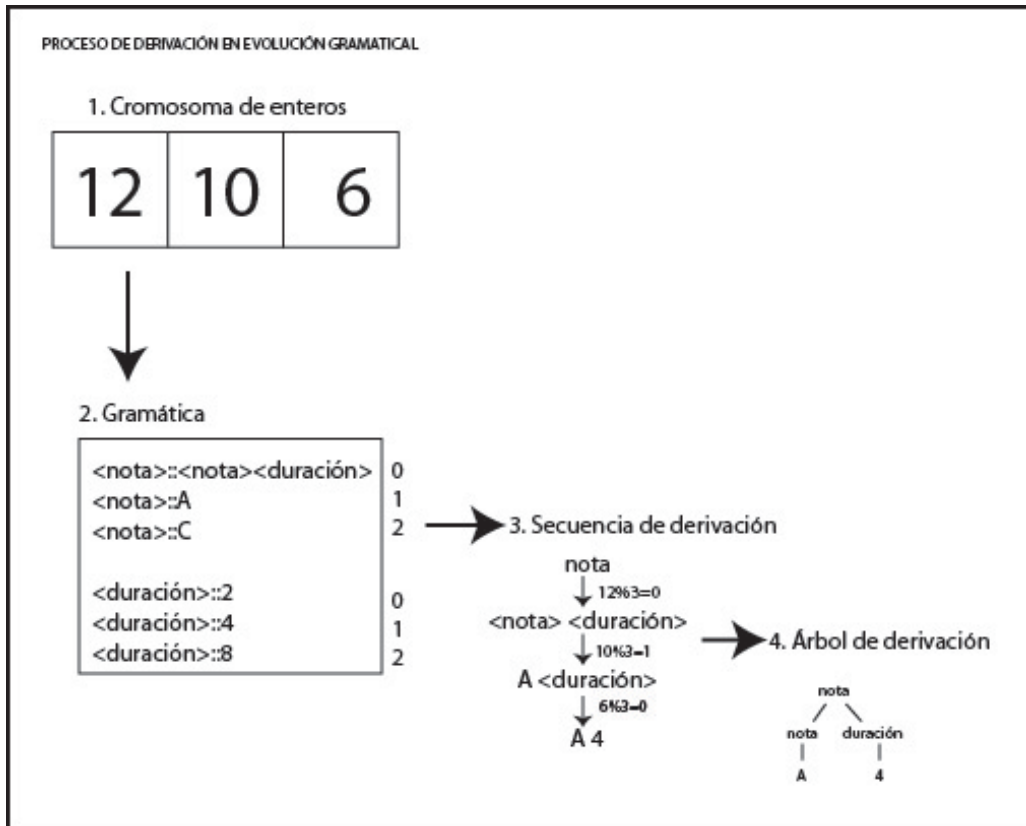 PROCESO DE DERIVACIÓN EN EVOLUCIÓN GRAMATICAL
1. Cromosoma de enteros
12 10 6
2. Gramática
<nota>::<nota><duración> 0
<nota>::A 1
<nota>::C 2
<duración>::2 0
<duración>::4 1
<duración>::8 2
3. Secuencia de derivación
nota
12%3=0
<nota> <duración>
10%3=1
A <duración>
6%3=0
A 4
4. Árbol de derivación
nota
nota duración
A 4